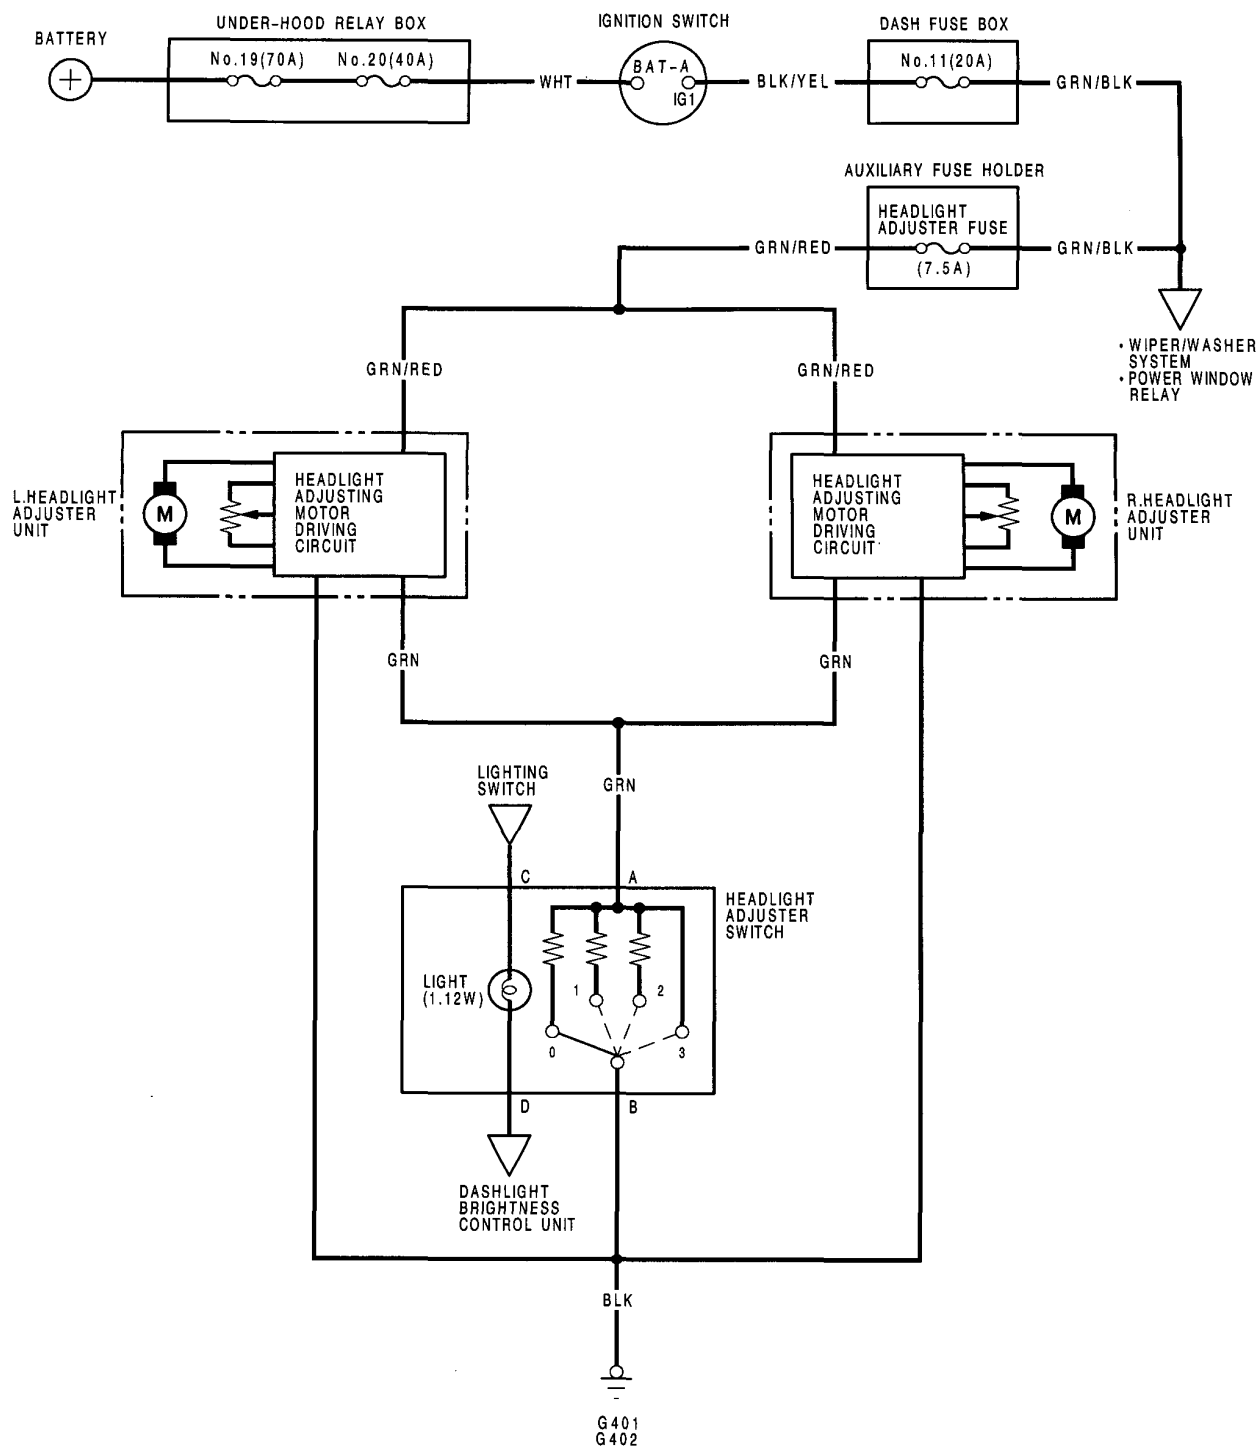 UNDER-HOOD RELAY BOX
IGNITION SWITCH
DASH FUSE BOX
BATTERY
No.19(70A)
No.20(40A)
BAT-A
IG1
No.11(20A)
+
WHT
BLK/YEL
GRN/BLK
AUXILIARY FUSE HOLDER
HEADLIGHT
ADJUSTER FUSE
(7.5A)
GRN/RED
GRN/BLK
• WIPER/WASHER
SYSTEM
• POWER WINDOW
RELAY
GRN/RED
GRN/RED
L.HEADLIGHT
ADJUSTER
UNIT
M
HEADLIGHT
ADJUSTING
MOTOR
DRIVING
CIRCUIT
HEADLIGHT
ADJUSTING
MOTOR
DRIVING
CIRCUIT
M
R.HEADLIGHT
ADJUSTER
UNIT
GRN
GRN
LIGHTING
SWITCH
GRN
C
A
HEADLIGHT
ADJUSTER
SWITCH
LIGHT
(1.12W)
1
2
0
3
D
B
DASHLIGHT
BRIGHTNESS
CONTROL UNIT
BLK
G401
G402